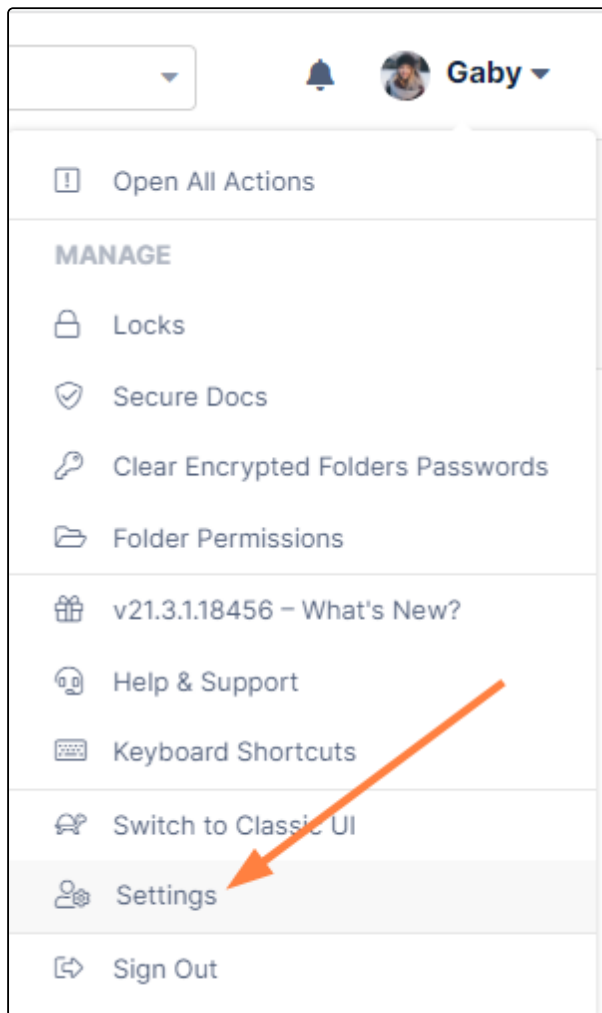 Gaby
Open All Actions
MANAGE
Locks
Secure Docs
Clear Encrypted Folders Passwords
Folder Permissions
v21.3.1.18456 – What's New?
Help & Support
Keyboard Shortcuts
Switch to Classic UI
Settings
Sign Out